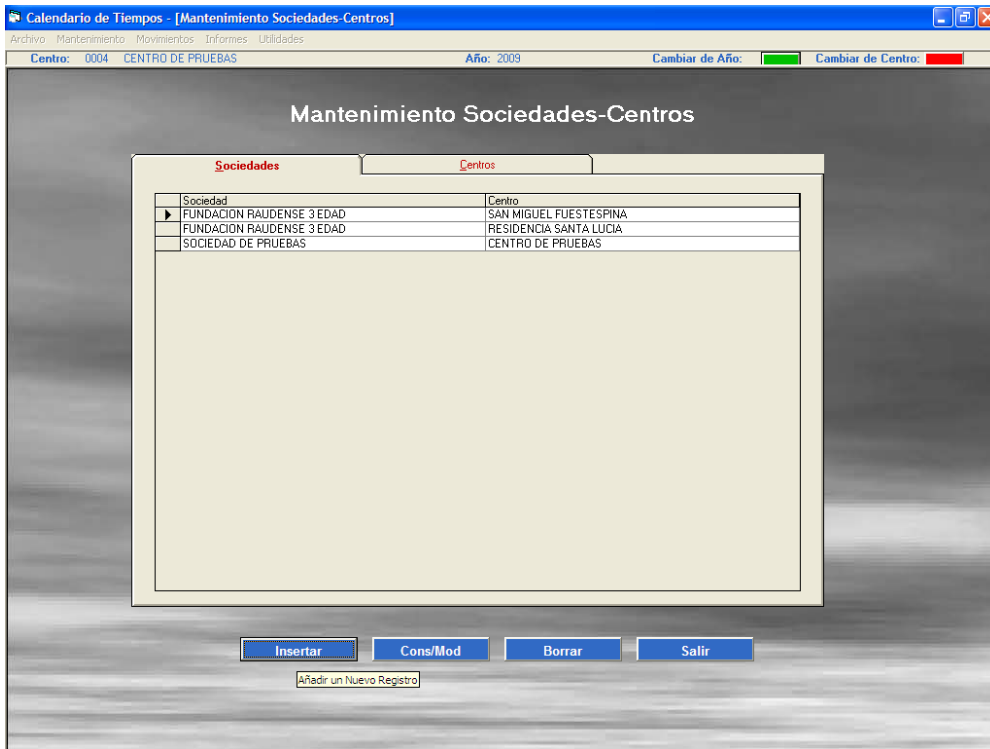 Calendario de Tiempos - [Mantenimiento Sociedades-Centros]
Archivo Mantenimiento Movimientos Informes Utilidades
Centro: 0004 CENTRO DE PRUEBAS Año: 2009 Cambiar de Año: Cambiar de Centro:
Mantenimiento Sociedades-Centros
Sociedades Centros
Sociedad Centro
FUNDACION RAUDENSE 3 EDAD SAN MIGUEL FUESTESPINA
FUNDACION RAUDENSE 3 EDAD RESIDENCIA SANTA LUCIA
SOCIEDAD DE PRUEBAS CENTRO DE PRUEBAS
Insertar Cons/Mod Borrar Salir
Añadir un Nuevo Registro